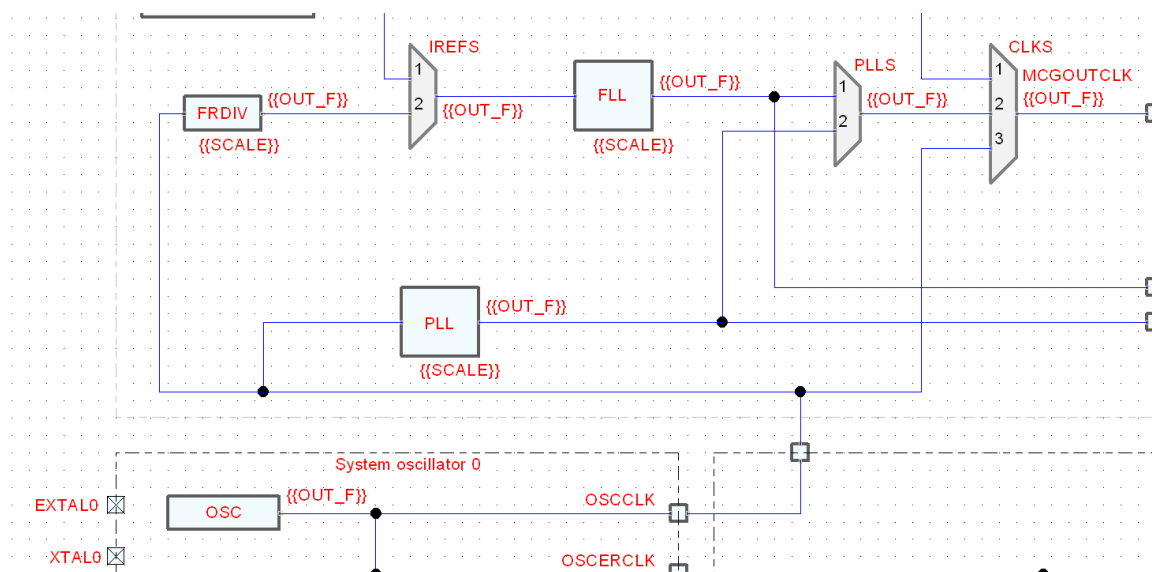 IREFS
CLKS
1
2
FRDIV
{{OUT_F}}
{{SCALE}}
{{OUT_F}}
FLL
{{OUT_F}}
{{SCALE}}
PLLS
1
2
{{OUT_F}}
1
2
3
MCGOUTCLK
{{OUT_F}}
PLL
{{OUT_F}}
{{SCALE}}
System oscillator 0
EXTAL0
OSC
{{OUT_F}}
OSCCLK
XTAL0
OSCERCLK